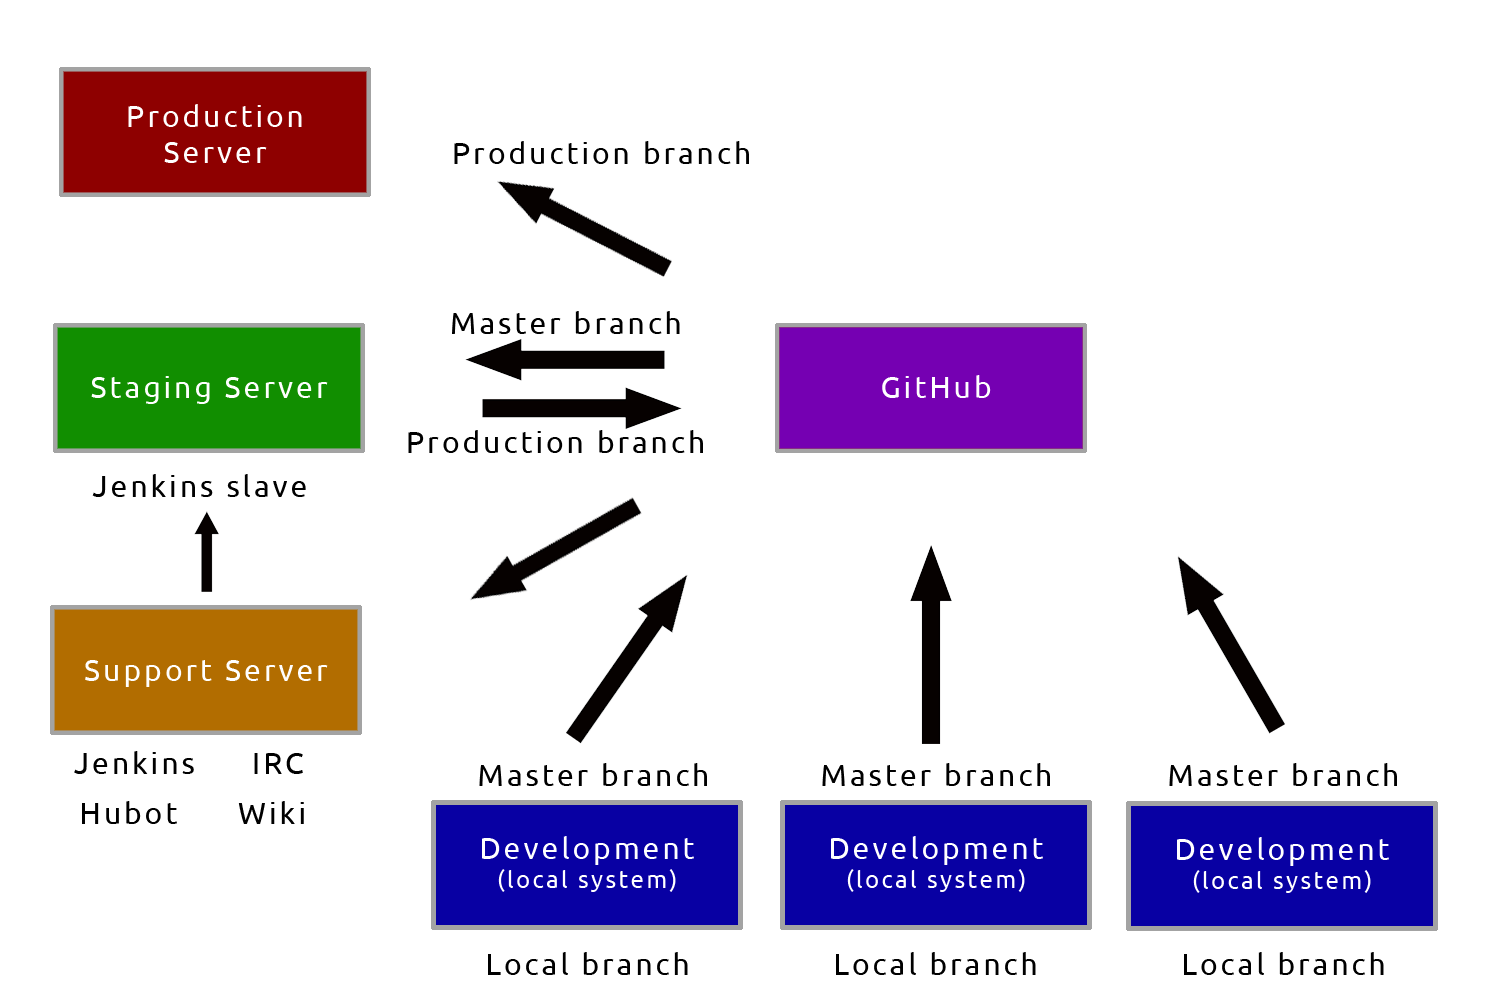 Production
Server
Production branch
Master branch
Staging Server
GitHub
Production branch
Jenkins slave
Support Server
Jenkins
IRC
Hubot
Wiki
Master branch
Master branch
Master branch
Development
(local system)
Development
(local system)
Development
(local system)
Local branch
Local branch
Local branch